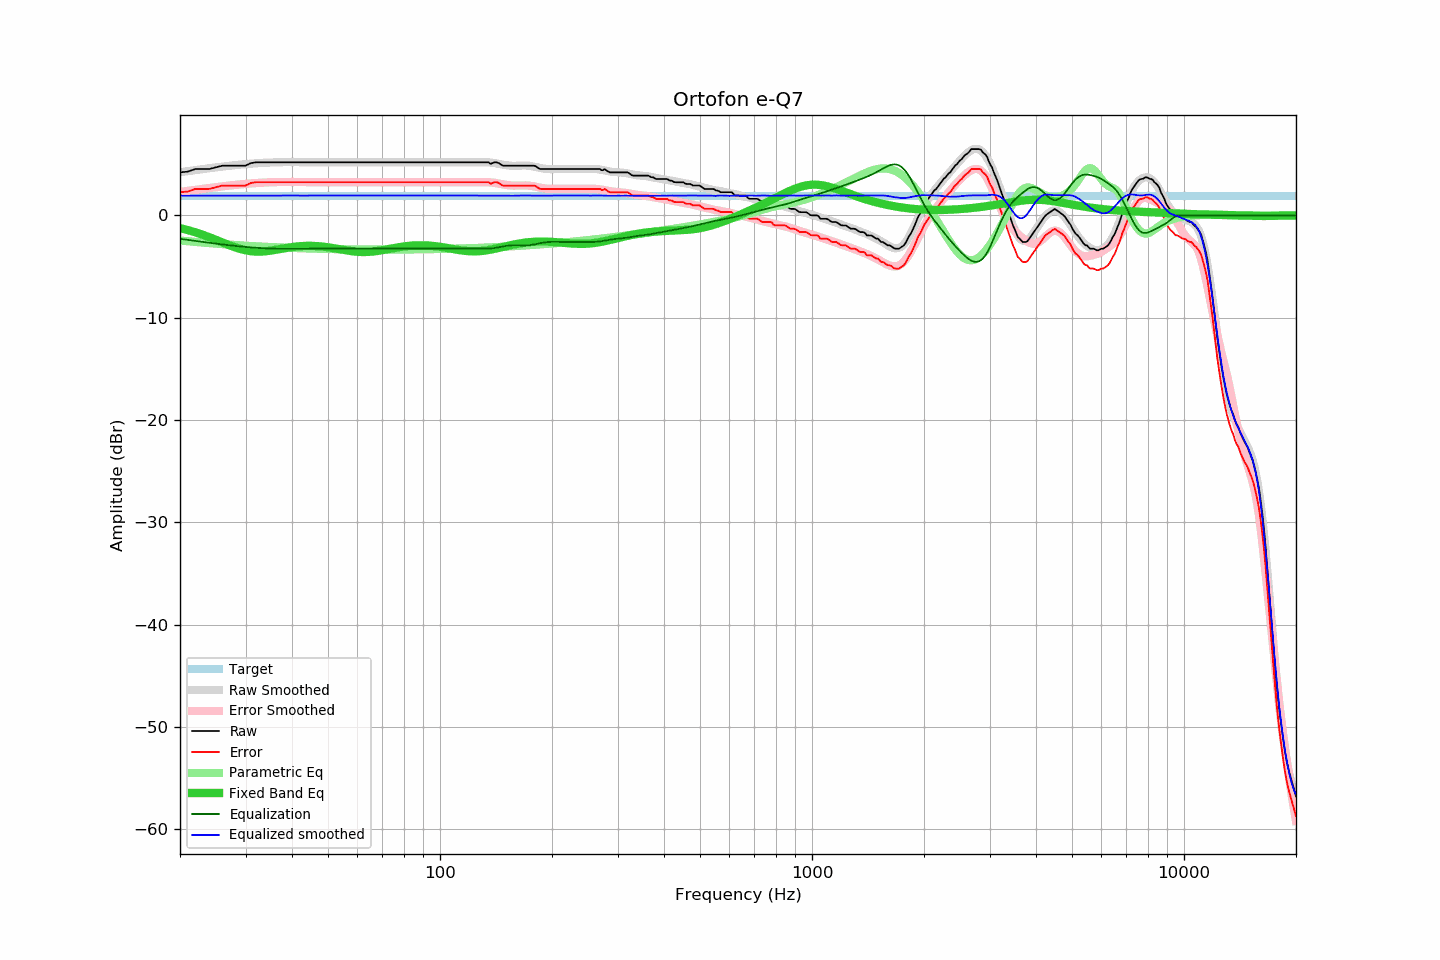 Ortofon e-Q7
0
−10
−20
−30
−40
−50
−60
Amplitude (dBr)
Target
Raw Smoothed
Error Smoothed
Raw
Error
Parametric Eq
Fixed Band Eq
Equalization
Equalized smoothed
100
1000
10000
Frequency (Hz)